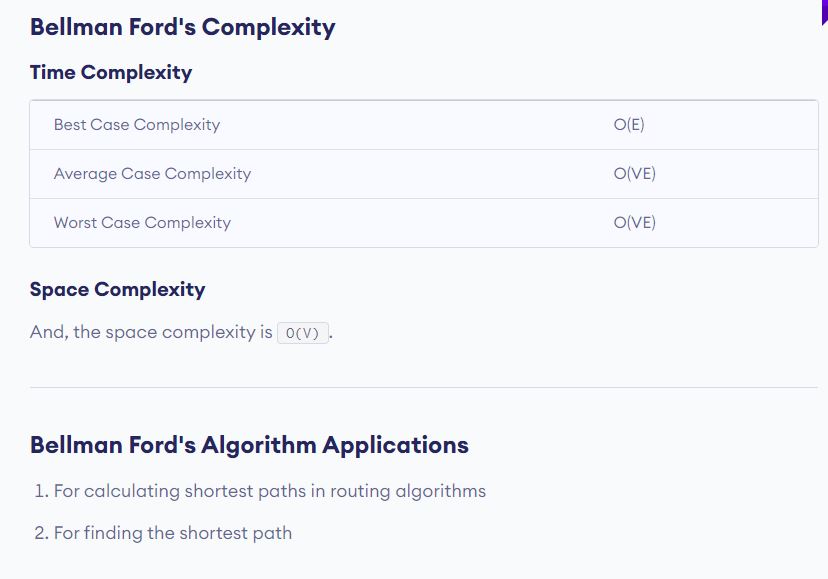 Bellman Ford's Complexity
Time Complexity
Best Case Complexity O(E)
Average Case Complexity O(VE)
Worst Case Complexity O(VE)
Space Complexity
And, the space complexity is O(V).
Bellman Ford's Algorithm Applications
1. For calculating shortest paths in routing algorithms
2. For finding the shortest path